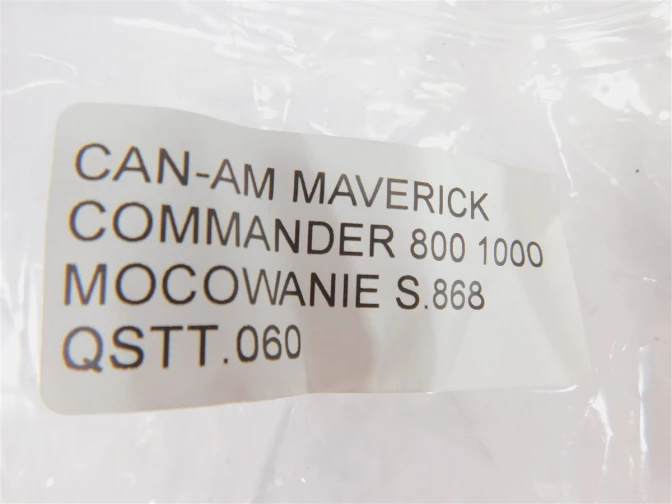 CAN-AM MAVERICK
COMMANDER 800 1000
MOCOWANIE S.868
QSTT.060